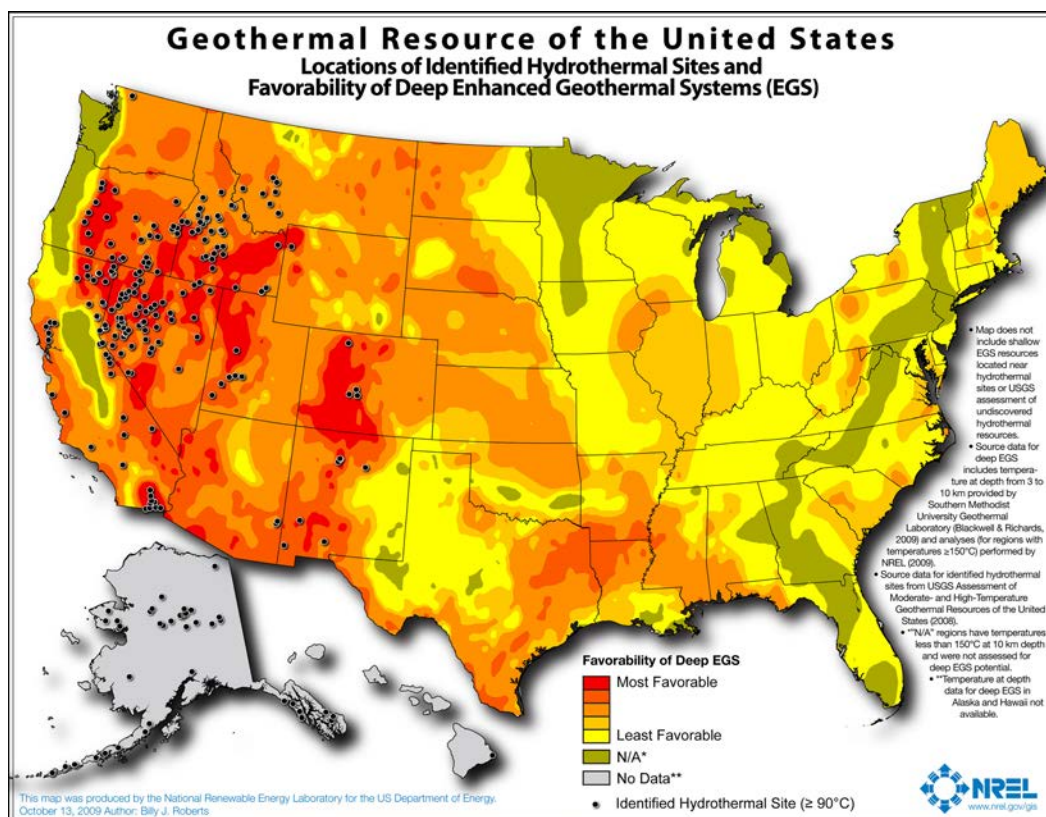 Geothermal Resource of the United States
Locations of Identified Hydrothermal Sites and
Favorability of Deep Enhanced Geothermal Systems (EGS)
• Map does not
include shallow
EGS resources
located near
hydrothermal
sites or USGS
assessment of
undiscovered
hydrothermal
resources.
• Source data for
deep EGS
includes tempera-
ture at depth from 3 to
10 km provided by
Southern Methodist
University Geothermal
Laboratory (Blackwell & Richards,
2009) and analyses (for regions with
temperatures ≥150°C) performed by
NREL (2009).
• Source data for identified hydrothermal
sites from USGS Assessment of
Moderate- and High-Temperature
Geothermal Resources of the United
States (2008).
• *"N/A" regions have temperatures
less than 150°C at 10 km depth
and were not assessed for
deep EGS potential.
• **Temperature at depth
data for deep EGS in
Alaska and Hawaii not
available.
Favorability of Deep EGS
Most Favorable
Least Favorable
N/A*
No Data**
Identified Hydrothermal Site (≥ 90°C)
This map was produced by the National Renewable Energy Laboratory for the US Department of Energy.
October 13, 2009 Author: Billy J. Roberts
NREL
www.nrel.gov/gis